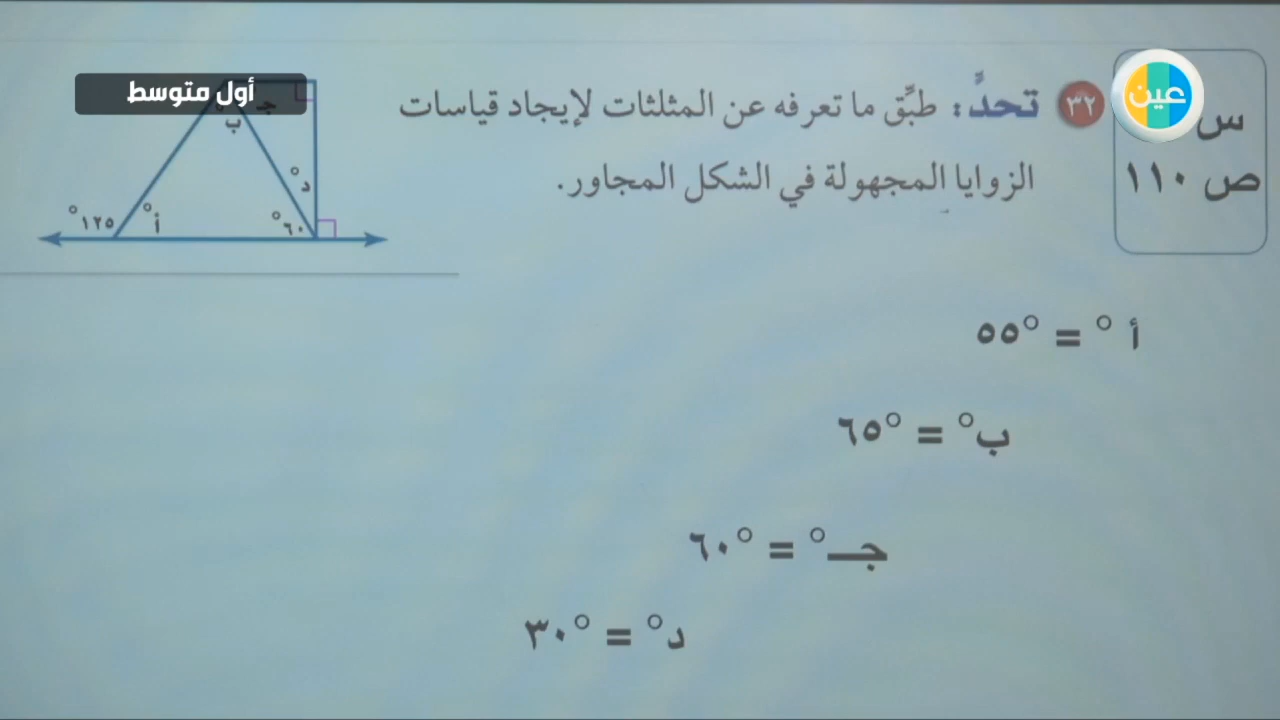 أول متوسط
عين
س
ص ١١٠
٣٢ تحدٍّ: طبِّق ما تعرفه عن المثلثات لإيجاد قياسات
الزوايا المجهولة في الشكل المجاور.
جـ
ب
د°
١٢٥°
أ°
٦٠°
أ° = ٥٥°
ب° = ٦٥°
جـ° = ٦٠°
د° = ٣٠°